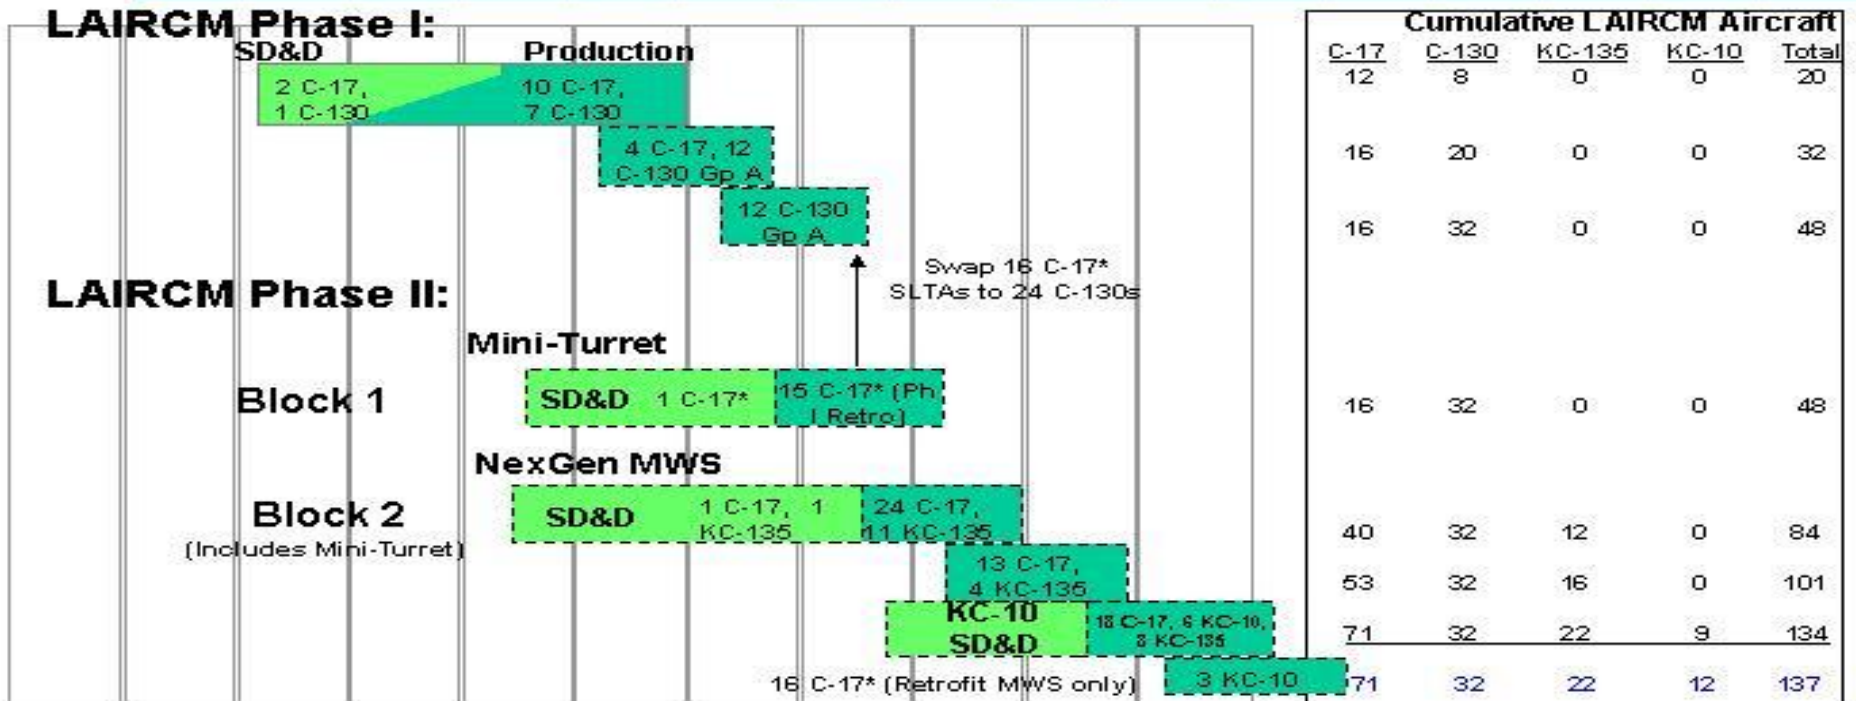 LAIRCM Phase I:
Cumulative LAIRCM Aircraft
SD&D
Production
C-17 C-130 KC-135 KC-10 Total
2 C-17,
1 C-130
10 C-17,
7 C-130
12 8 0 0 20
4 C-17, 12
C-130 Gp A
16 20 0 0 32
12 C-130
Gp A
16 32 0 0 48
Swap 16 C-17*
SLTAs to 24 C-130s
LAIRCM Phase II:
Mini-Turret
Block 1
SD&D 1 C-17*
15 C-17* (Ph
I Retro)
16 32 0 0 48
NexGen MWS
Block 2
(Includes Mini-Turret)
SD&D
1 C-17, 1
KC-135
24 C-17,
11 KC-135
40 32 12 0 84
13 C-17,
4 KC-135
53 32 16 0 101
KC-10
SD&D
18 C-17, 6 KC-10,
8 KC-135
71 32 22 9 134
16 C-17* (Retrofit MWS only)
3 KC-10
71 32 22 12 137